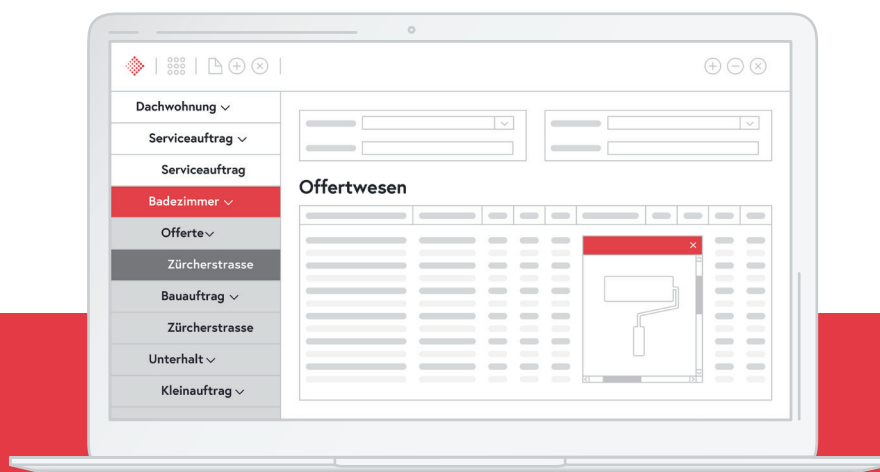 Dachwohnung
Serviceauftrag
Serviceauftrag
Badezimmer
Offerte
Zürcherstrasse
Bauauftrag
Zürcherstrasse
Unterhalt
Kleinauftrag
Offertwesen